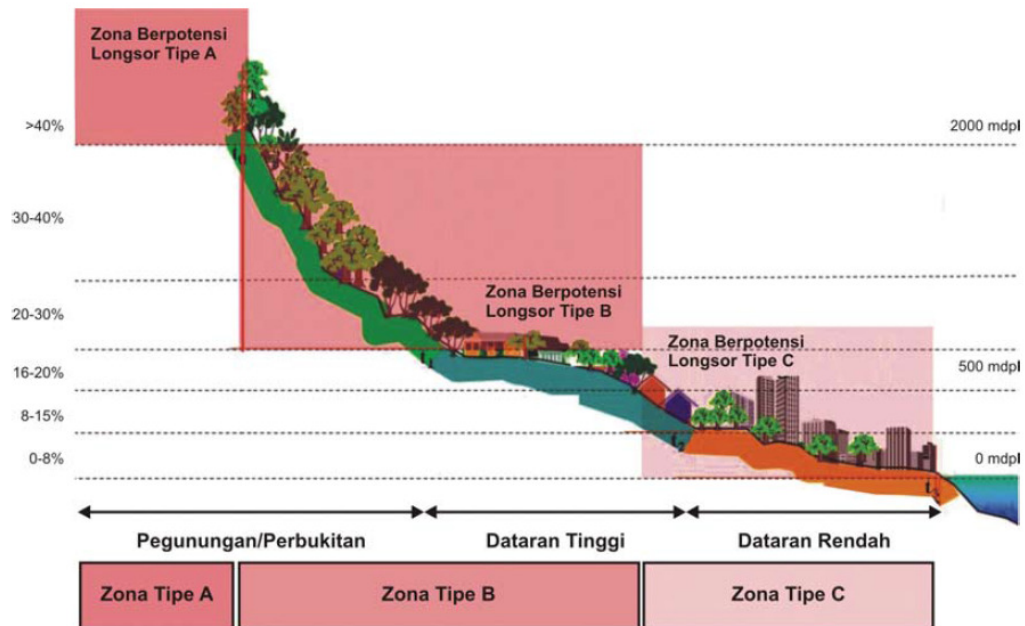 Zona Berpotensi
Longsor Tipe A
>40%
2000 mdpl
30-40%
20-30%
Zona Berpotensi
Longsor Tipe B
Zona Berpotensi
Longsor Tipe C
16-20%
500 mdpl
8-15%
0-8%
0 mdpl
Pegunungan/Perbukitan
Dataran Tinggi
Dataran Rendah
Zona Tipe A
Zona Tipe B
Zona Tipe C